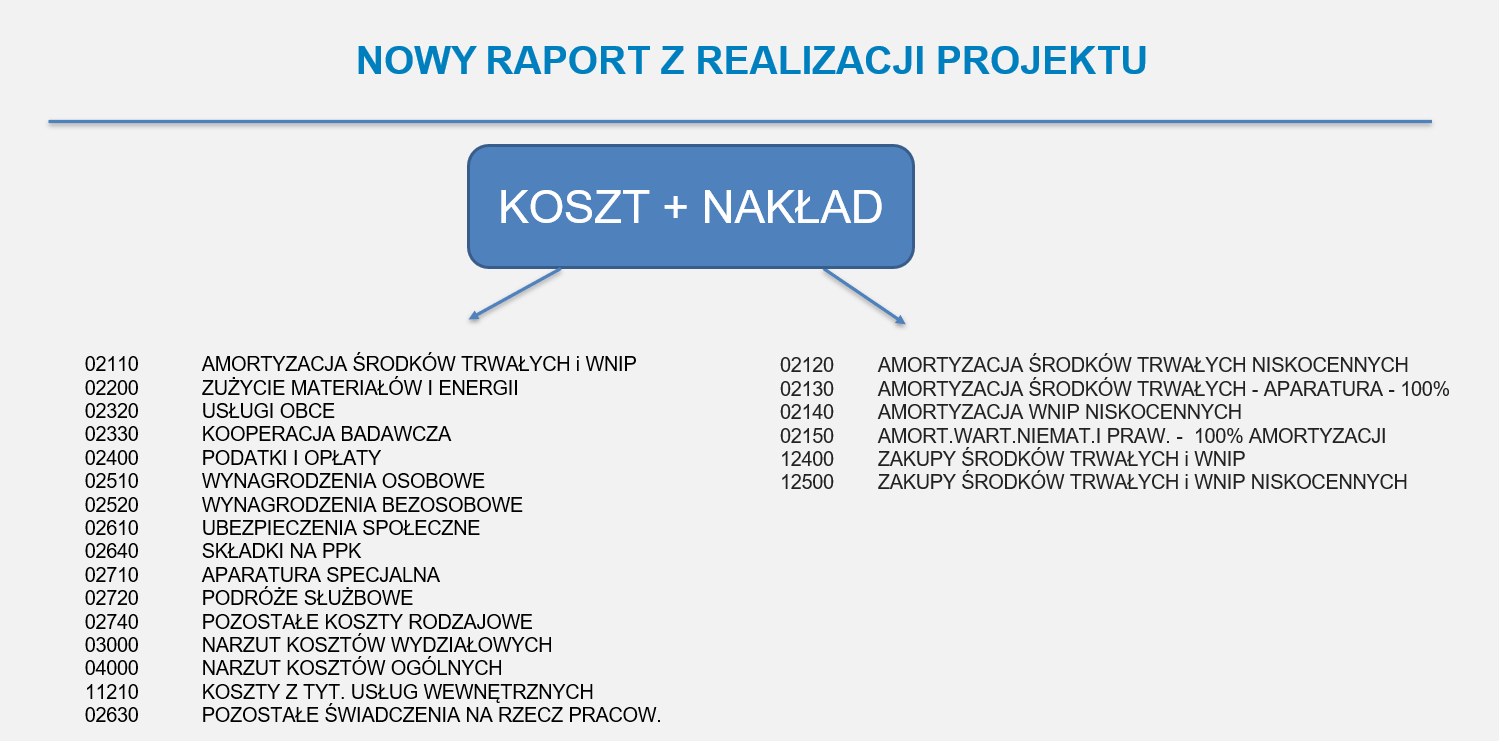 NOWY RAPORT Z REALIZACJI PROJEKTU
KOSZT + NAKŁAD
02110 AMORTYZACJA ŚRODKÓW TRWAŁYCH i WNIP
02200 ZUŻYCIE MATERIAŁÓW I ENERGII
02320 USŁUGI OBCE
02330 KOOPERACJA BADAWCZA
02400 PODATKI I OPŁATY
02510 WYNAGRODZENIA OSOBOWE
02520 WYNAGRODZENIA BEZOSOBOWE
02610 UBEZPIECZENIA SPOŁECZNE
02640 SKŁADKI NA PPK
02710 APARATURA SPECJALNA
02720 PODRÓŻE SŁUŻBOWE
02740 POZOSTAŁE KOSZTY RODZAJOWE
03000 NARZUT KOSZTÓW WYDZIAŁOWYCH
04000 NARZUT KOSZTÓW OGÓLNYCH
11210 KOSZTY Z TYT. USŁUG WEWNĘTRZNYCH
02630 POZOSTAŁE ŚWIADCZENIA NA RZECZ PRACOW.
02120 AMORTYZACJA ŚRODKÓW TRWAŁYCH NISKOCENNYCH
02130 AMORTYZACJA ŚRODKÓW TRWAŁYCH - APARATURA - 100%
02140 AMORTYZACJA WNIP NISKOCENNYCH
02150 AMORT.WART.NIEMAT.I PRAW. - 100% AMORTYZACJI
12400 ZAKUPY ŚRODKÓW TRWAŁYCH i WNIP
12500 ZAKUPY ŚRODKÓW TRWAŁYCH i WNIP NISKOCENNYCH